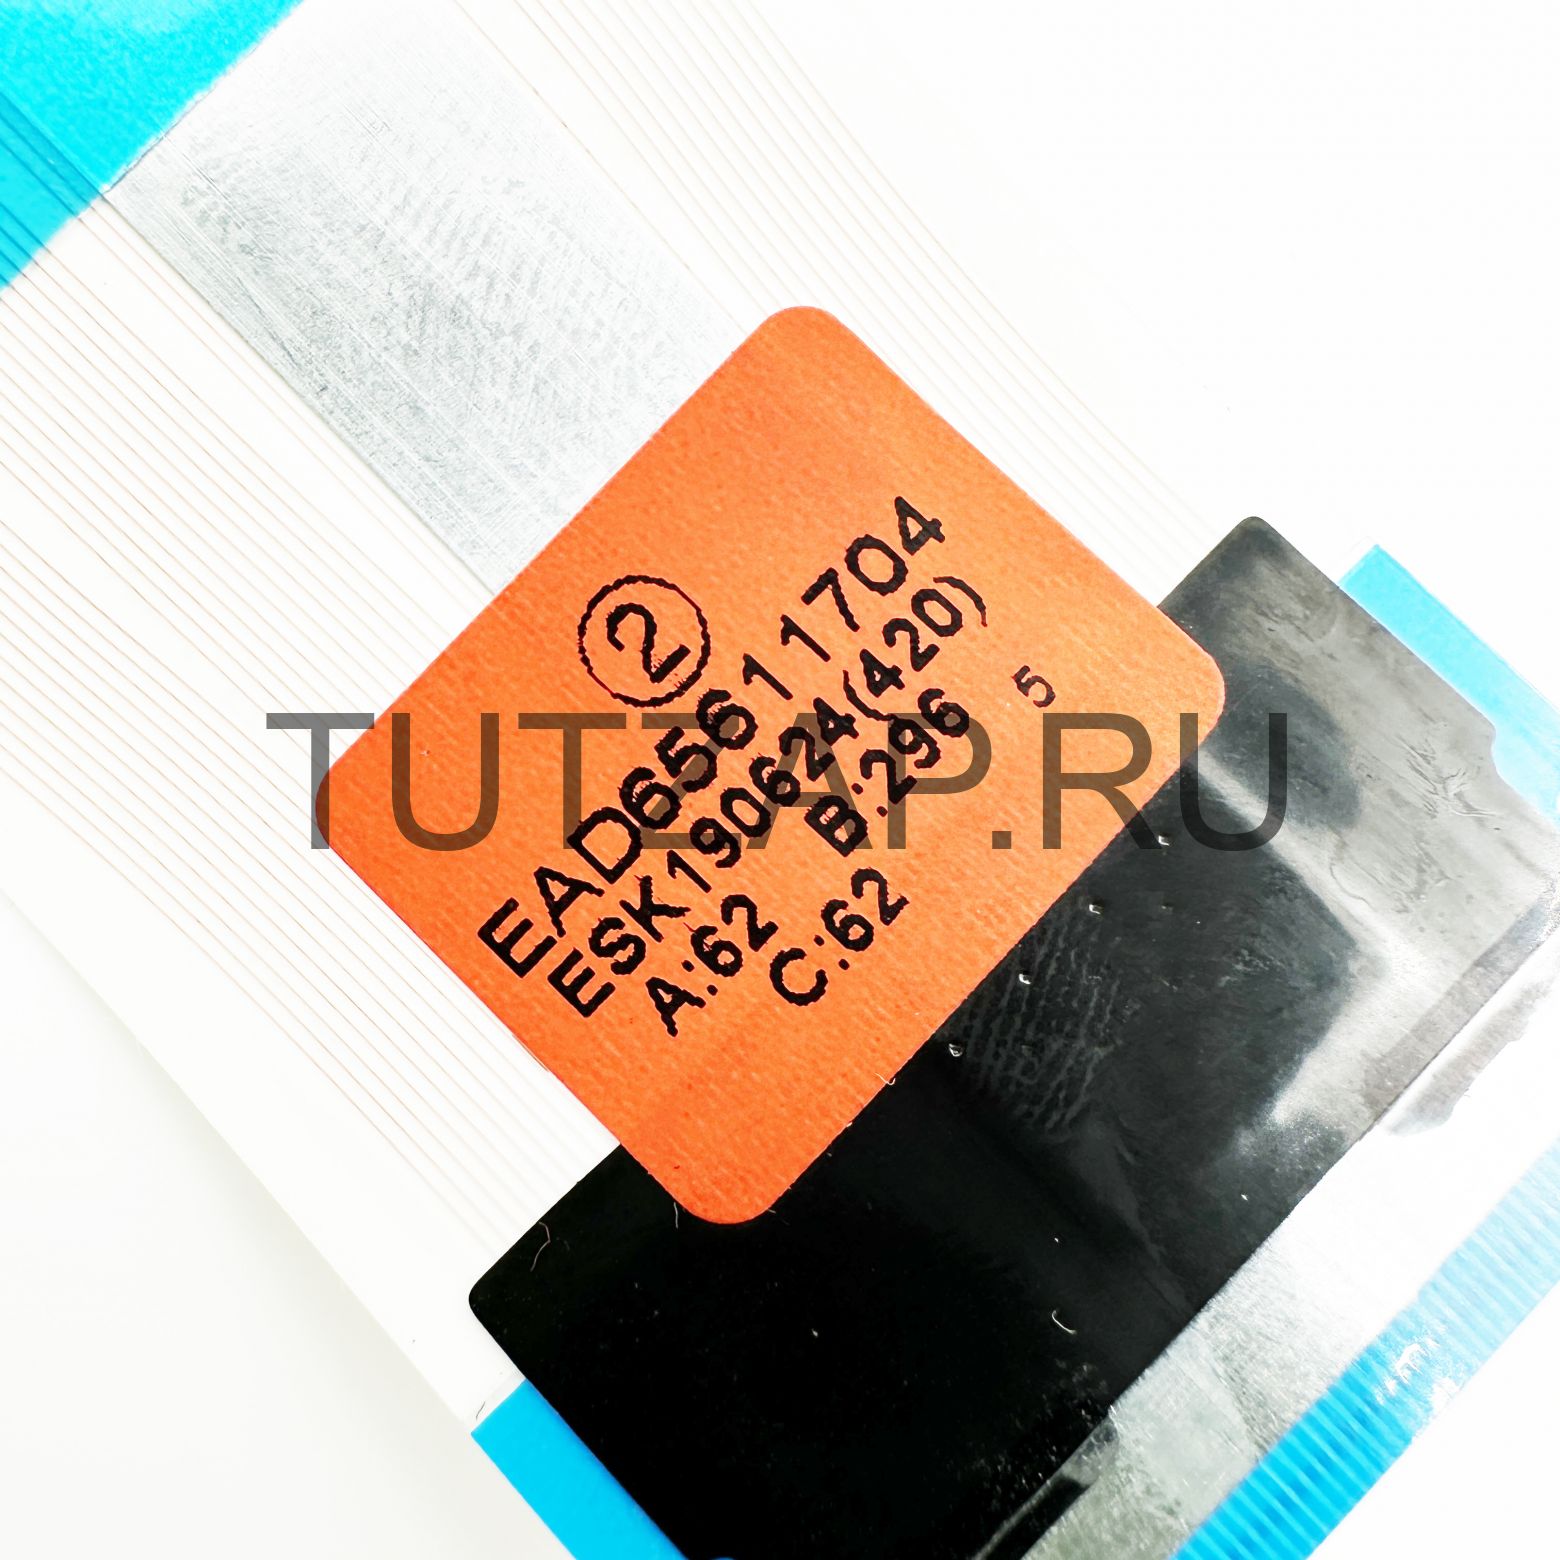 ②
EAD65611704
ESK190624(420)
A:62 B:296
C:62 5
TUTZAP.RU